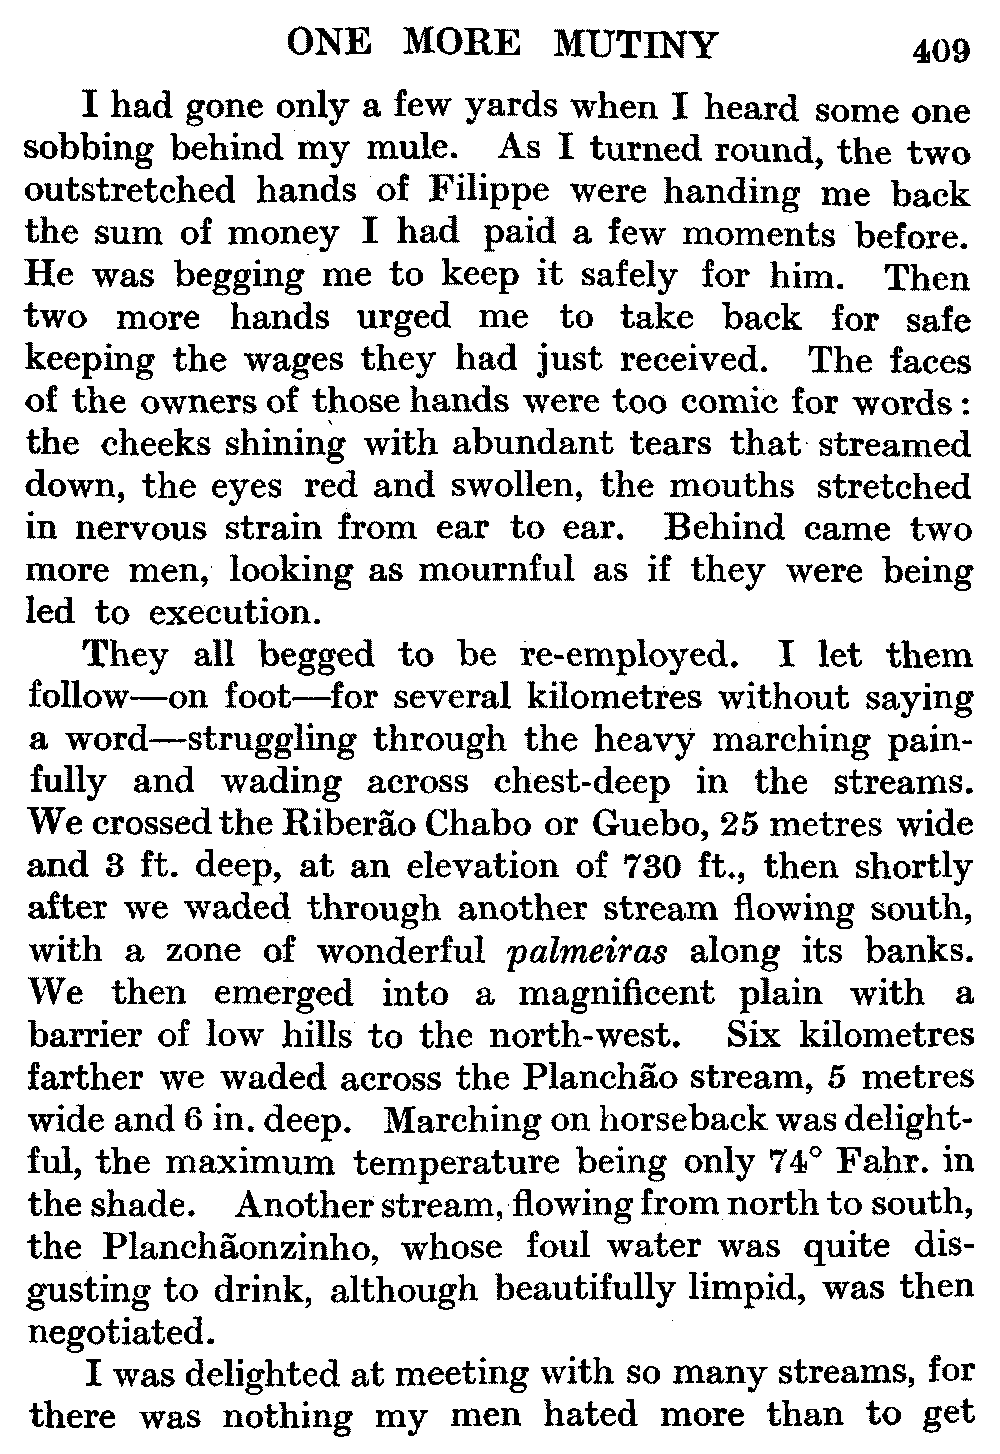 ONE MORE MUTINY 409
I had gone only a few yards when I heard some one
sobbing behind my mule. As I turned round, the two
outstretched hands of Filippe were handing me back
the sum of money I had paid a few moments before.
He was begging me to keep it safely for him. Then
two more hands urged me to take back for safe
keeping the wages they had just received. The faces
of the owners of those hands were too comic for words:
the cheeks shining with abundant tears that streamed
down, the eyes red and swollen, the mouths stretched
in nervous strain from ear to ear. Behind came two
more men, looking as mournful as if they were being
led to execution.
They all begged to be re-employed. I let them
follow—on foot—for several kilometres without saying
a word—struggling through the heavy marching pain-
fully and wading across chest-deep in the streams.
We crossed the Riberão Chabo or Guebo, 25 metres wide
and 3 ft. deep, at an elevation of 730 ft., then shortly
after we waded through another stream flowing south,
with a zone of wonderful palmeiras along its banks.
We then emerged into a magnificent plain with a
barrier of low hills to the north-west. Six kilometres
farther we waded across the Planchão stream, 5 metres
wide and 6 in. deep. Marching on horseback was delight-
ful, the maximum temperature being only 74° Fahr. in
the shade. Another stream, flowing from north to south,
the Planchãonzinho, whose foul water was quite dis-
gusting to drink, although beautifully limpid, was then
negotiated.
I was delighted at meeting with so many streams, for
there was nothing my men hated more than to get